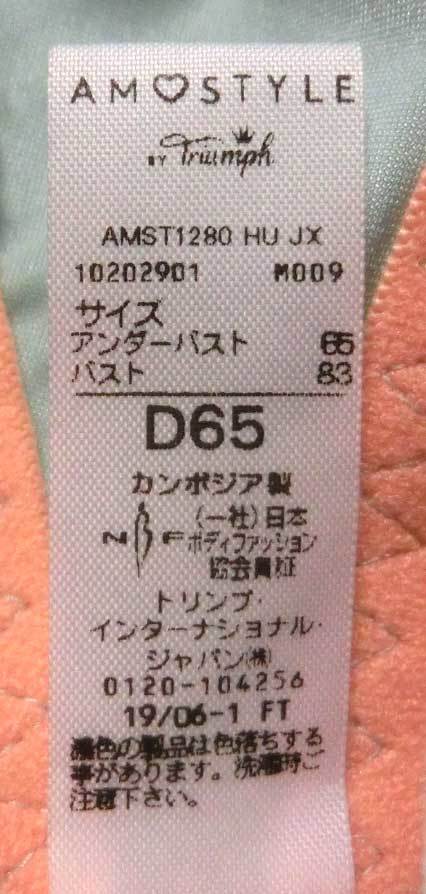 AMOSTYLE
BY Triumph
AMST1280 HU JX
10202901 M009
サイズ
アンダーバスト 65
バスト 83
D65
カンボジア製
NBF (一社)日本
ボディファッション
協会員証
トリンプ・
インターナショナル・
ジャパン(株)
0120-104256
19/06-1 FT
濃色の製品は色落ちする
事があります。洗濯時ご
注意下さい。